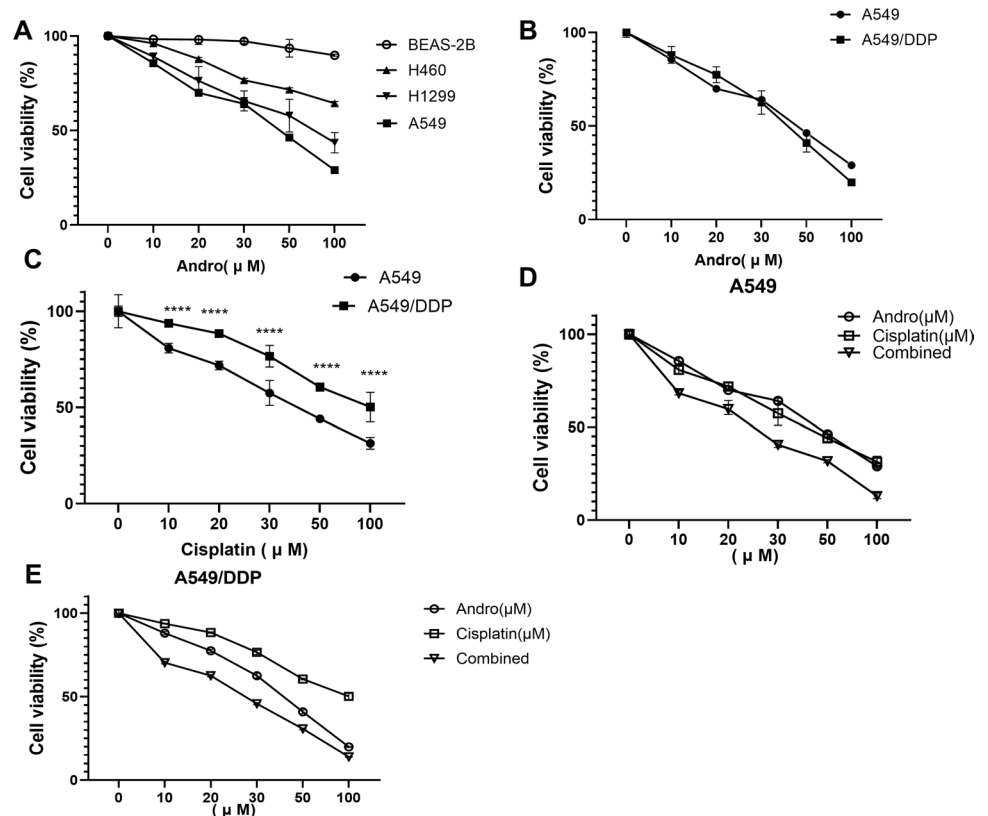 A
Cell viability (%)
100
50
0
0 10 20 30 50 100
Andro( μ M)
BEAS-2B
H460
H1299
A549
B
Cell viability (%)
100
50
0
0 10 20 30 50 100
Andro(μ M)
A549
A549/DDP
C
Cell viability (%)
100
50
0
0 10 20 30 50 100
Cisplatin ( μ M)
A549
A549/DDP
**** **** **** **** ****
D
A549
Cell viability (%)
100
50
0
0 10 20 30 50 100
( μ M)
Andro(μM)
Cisplatin(μM)
Combined
E
A549/DDP
Cell viability (%)
100
50
0
0 10 20 30 50 100
( μ M)
Andro(μM)
Cisplatin(μM)
Combined